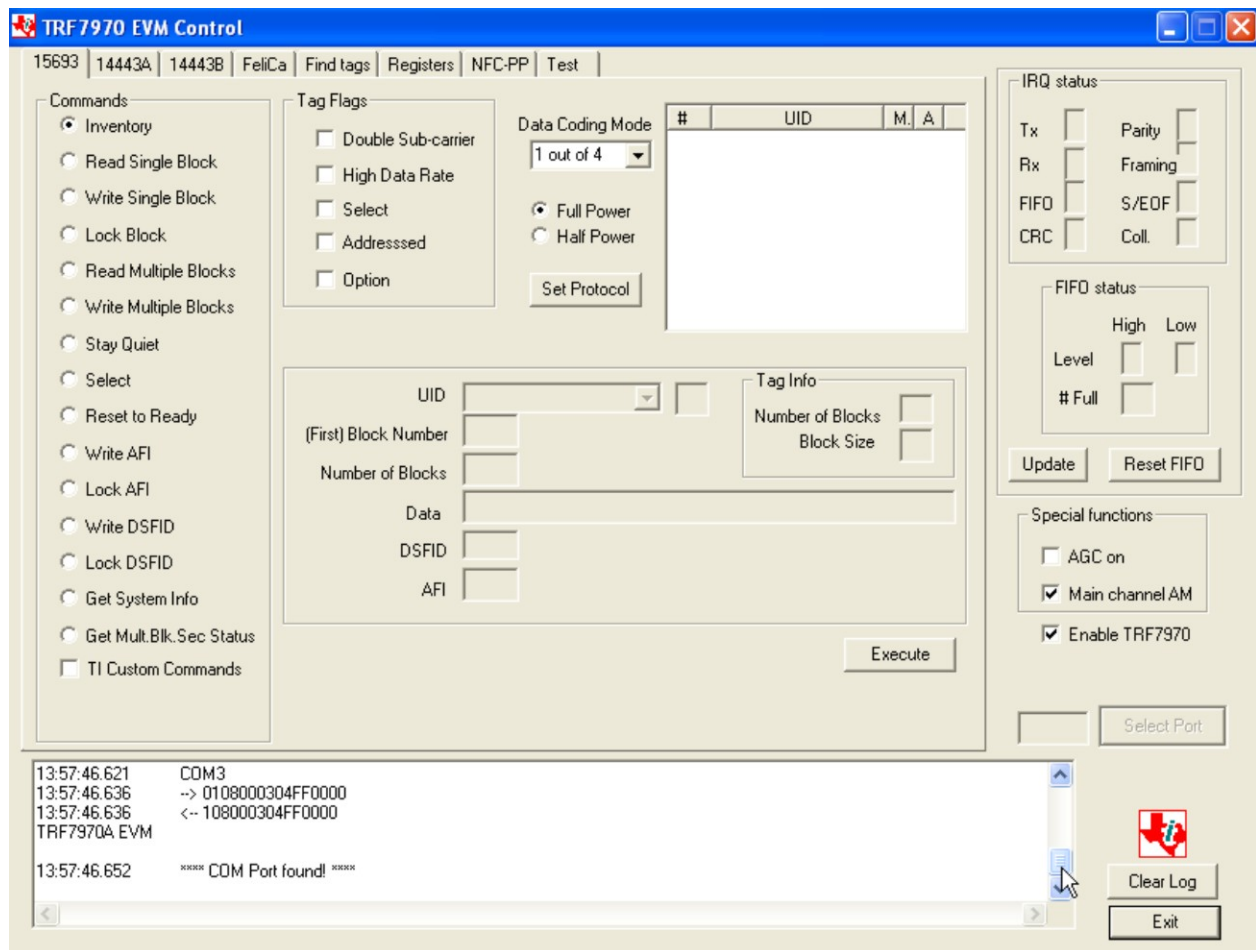 TRF7970 EVM Control
15693 14443A 14443B FeliCa Find tags Registers NFC-PP Test
Commands
Inventory
Read Single Block
Write Single Block
Lock Block
Read Multiple Blocks
Write Multiple Blocks
Stay Quiet
Select
Reset to Ready
Write AFI
Lock AFI
Write DSFID
Lock DSFID
Get System Info
Get Mult.Blk.Sec Status
TI Custom Commands
Tag Flags
Double Sub-carrier
High Data Rate
Select
Addresssed
Option
Data Coding Mode
1 out of 4
Full Power
Half Power
Set Protocol
# UID M. A
UID
(First) Block Number
Number of Blocks
Data
DSFID
AFI
Tag Info
Number of Blocks
Block Size
Execute
IRQ status
Tx Parity
Rx Framing
FIFO S/EOF
CRC Coll.
FIFO status
High Low
Level
# Full
Update Reset FIFO
Special functions
AGC on
Main channel AM
Enable TRF7970
Select Port
13:57:46.621 COM3
13:57:46.636 --> 0108000304FF0000
13:57:46.636 <-- 108000304FF0000
TRF7970A EVM
13:57:46.652 **** COM Port found! ****
Clear Log
Exit